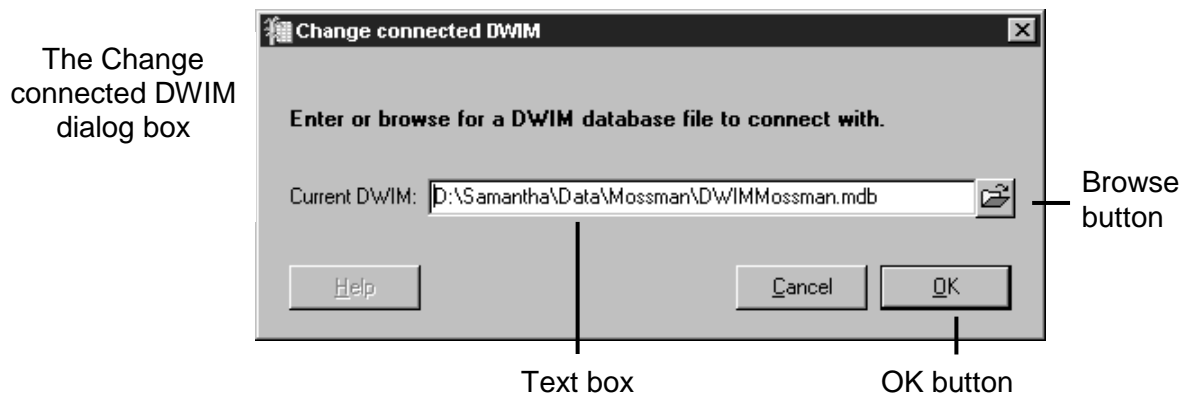 Change connected DWIM
The Change
connected DWIM
dialog box
Enter or browse for a DWIM database file to connect with.
Current DWIM: D:\Samantha\Data\Mossman\DWIMMossman.mdb
Browse
button
Help
Cancel
OK
Text box
OK button